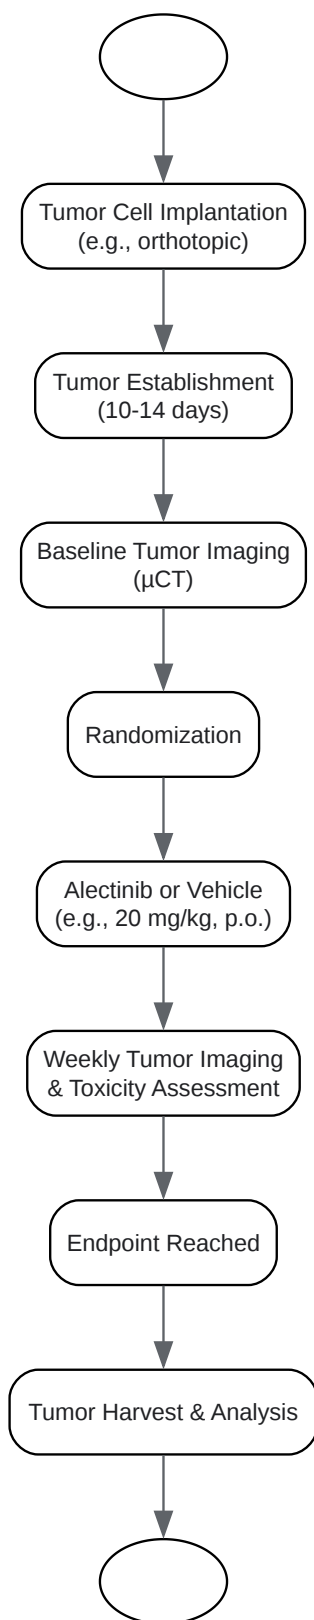 Tumor Cell Implantation
(e.g., orthotopic)
Tumor Establishment
(10-14 days)
Baseline Tumor Imaging
(µCT)
Randomization
Alectinib or Vehicle
(e.g., 20 mg/kg, p.o.)
Weekly Tumor Imaging
& Toxicity Assessment
Endpoint Reached
Tumor Harvest & Analysis